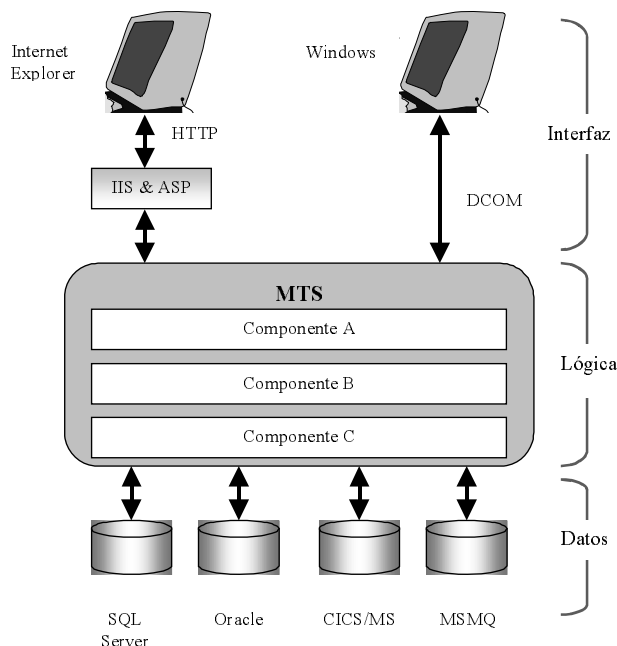 Internet
Explorer
Windows
HTTP
Interfaz
IIS & ASP
DCOM
MTS
Componente A
Componente B
Componente C
Lógica
Datos
SQL
Server
Oracle
CICS/MS
MSMQ